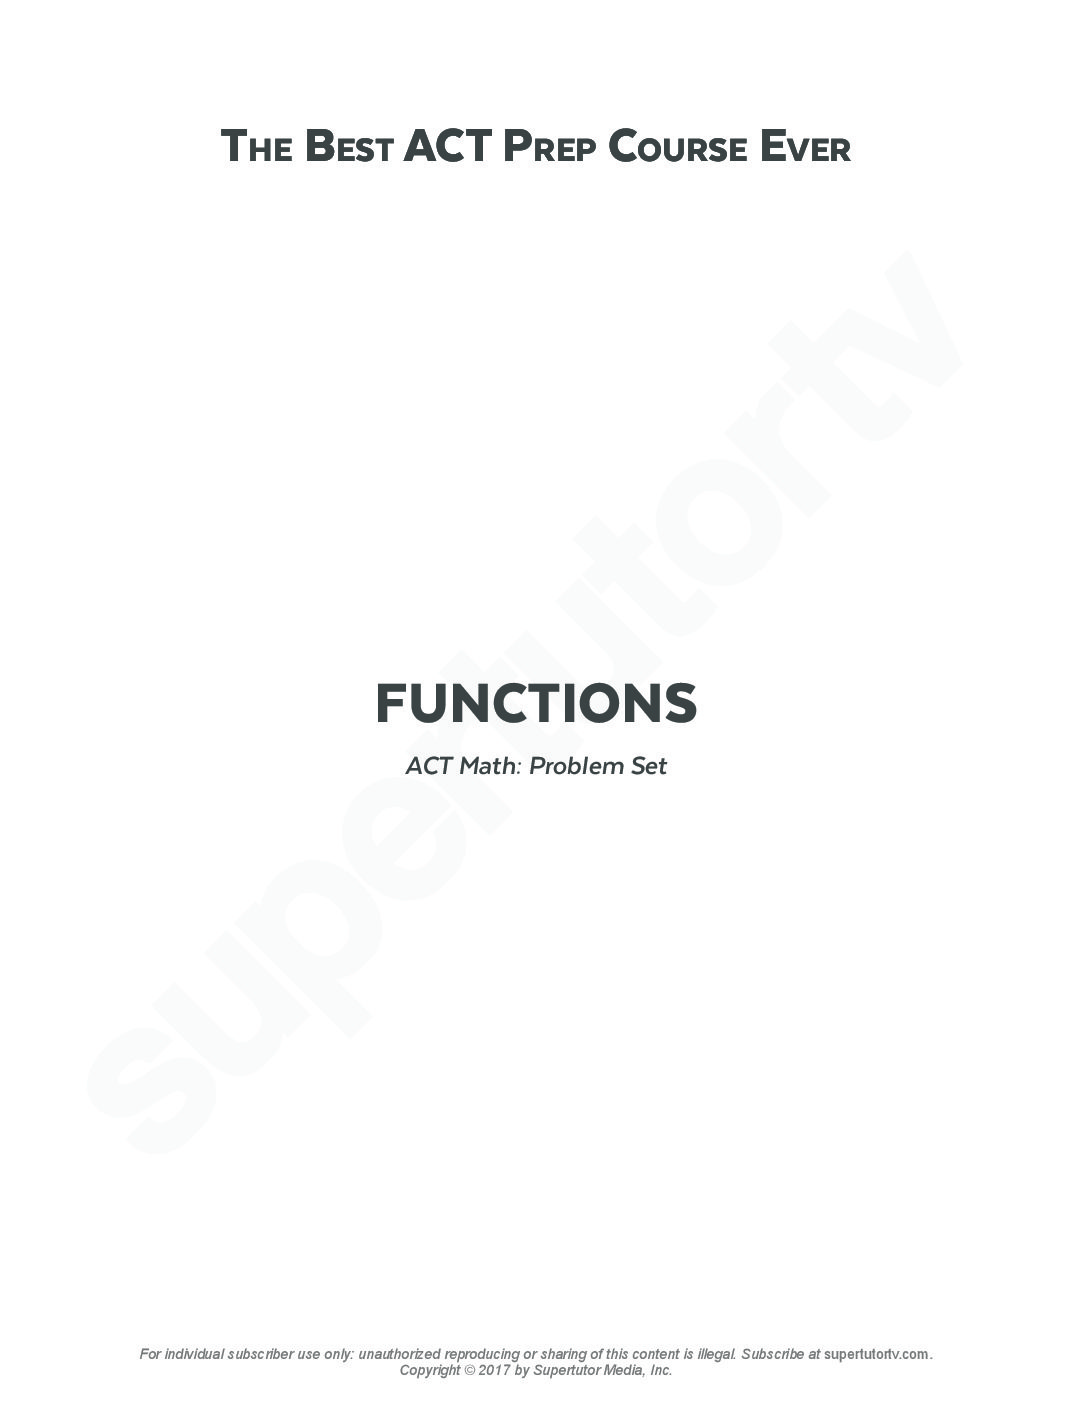 The Best ACT Prep Course Ever
supertutortv
FUNCTIONS
ACT Math: Problem Set
For individual subscriber use only: unauthorized reproducing or sharing of this content is illegal. Subscribe at supertutortv.com.
Copyright © 2017 by Supertutor Media, Inc.